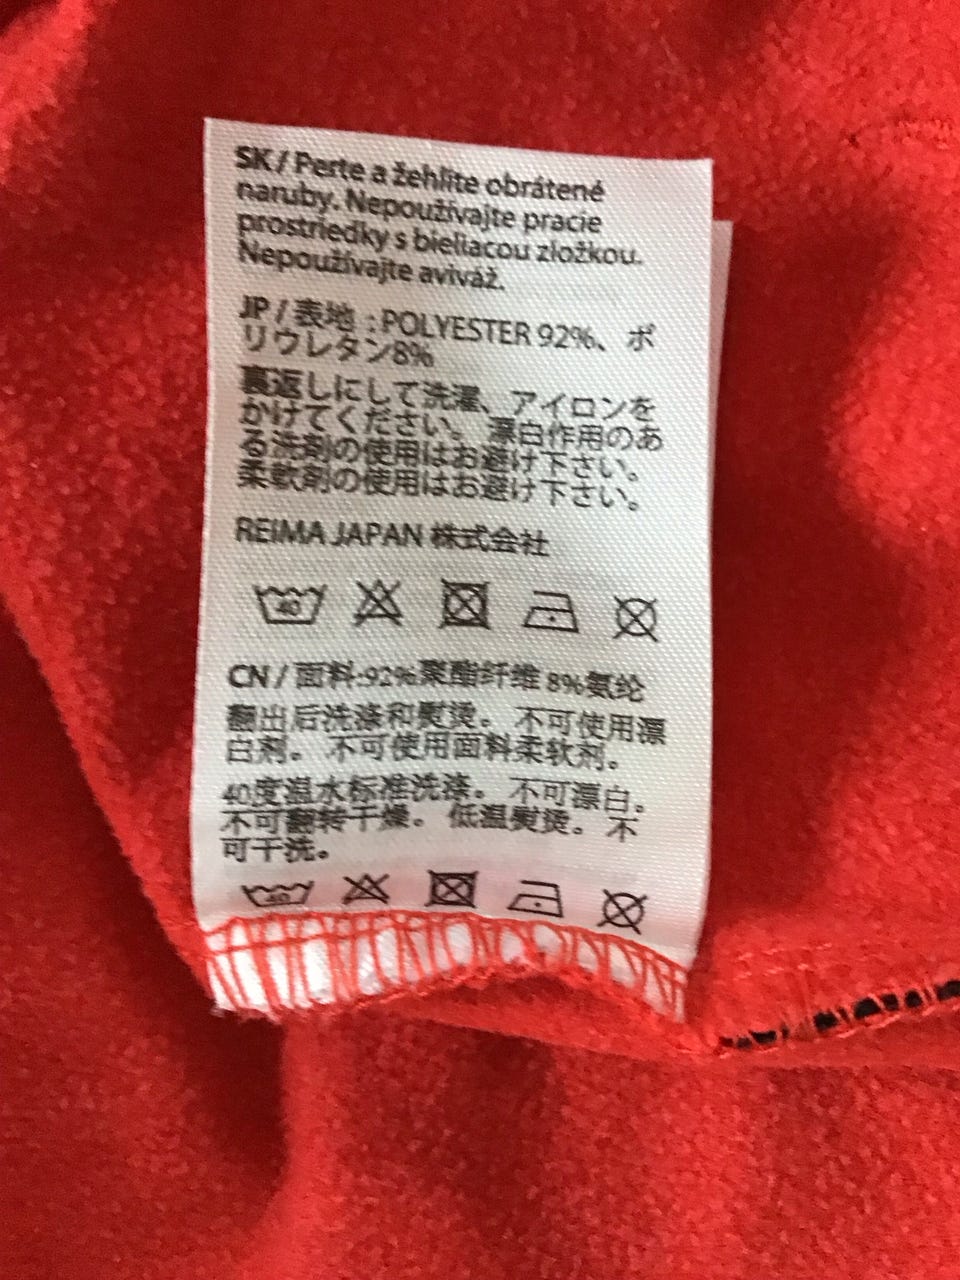 SK / Perte a žehlite obrátené
naruby. Nepoužívajte pracie
prostriedky s bieliacou zložkou.
Nepoužívajte aviváž.
JP / 表地 : POLYESTER 92%、ポ
リウレタン8%
裏返しにして洗濯、アイロンを
かけてください。漂白作用のあ
る洗剤の使用はお避け下さい。
柔軟剤の使用はお避け下さい。
REIMA JAPAN 株式会社
40
CN / 面料:92%聚酯纤维 8%氨纶
翻出后洗涤和熨烫。不可使用漂
白剂。不可使用面料柔软剂。
40度温水标准洗涤。不可漂白。
不可翻转干燥。低温熨烫。不
可干洗。
40